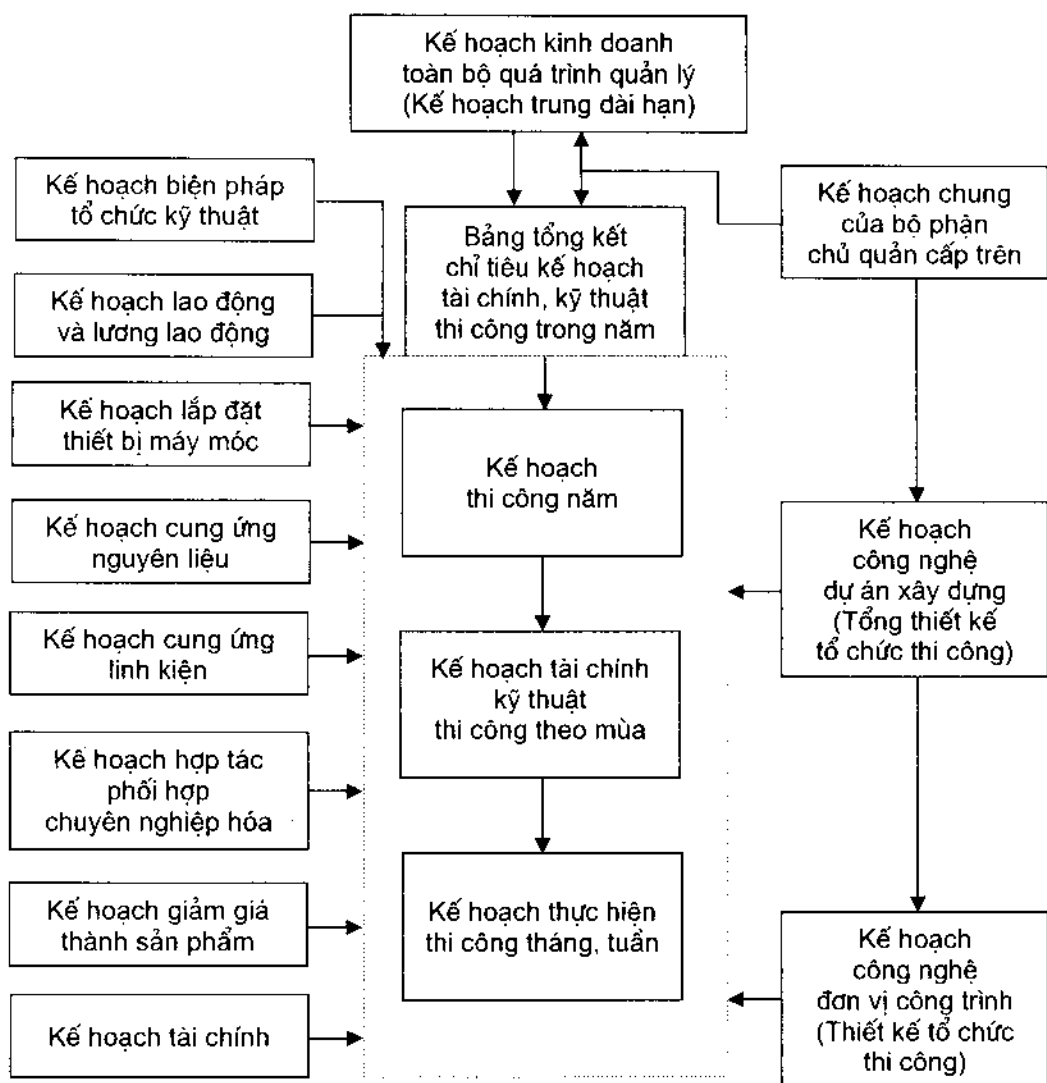 Kế hoạch kinh doanh
toàn bộ quá trình quản lý
(Kế hoạch trung dài hạn)
Kế hoạch biện pháp
tổ chức kỹ thuật
Kế hoạch lao động
và lương lao động
Kế hoạch lắp đặt
thiết bị máy móc
Kế hoạch cung ứng
nguyên liệu
Kế hoạch cung ứng
linh kiện
Kế hoạch hợp tác
phối hợp
chuyên nghiệp hóa
Kế hoạch giảm giá
thành sản phẩm
Kế hoạch tài chính
Bảng tổng kết
chỉ tiêu kế hoạch
tài chính, kỹ thuật
thi công trong năm
Kế hoạch
thi công năm
Kế hoạch tài chính
kỹ thuật
thi công theo mùa
Kế hoạch thực hiện
thi công tháng, tuần
Kế hoạch chung
của bộ phận
chủ quản cấp trên
Kế hoạch
công nghệ
dự án xây dựng
(Tổng thiết kế
tổ chức thi công)
Kế hoạch
công nghệ
đơn vị công trình
(Thiết kế tổ chức
thi công)